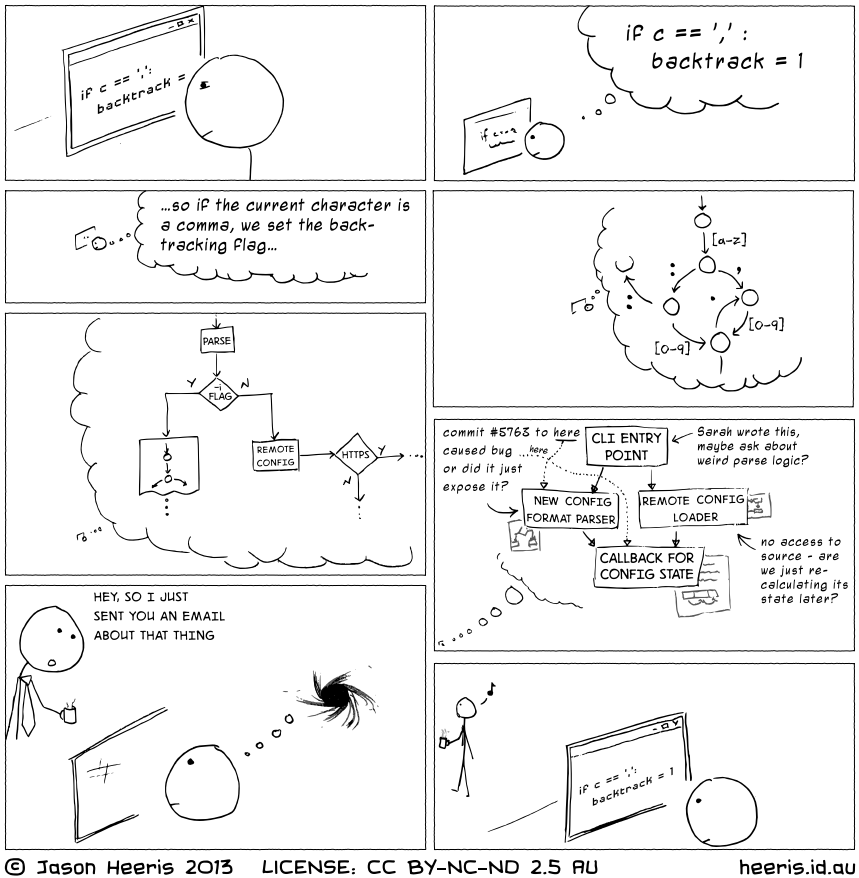 if c == ',':
backtrack =
if c == ',' :
backtrack = 1
if c==,
...so if the current character is
a comma, we set the back-
tracking flag...
[a-z]
:
,
:
.
[0-9]
[0-9]
PARSE
Y
-i
FLAG
N
REMOTE
CONFIG
HTTPS
Y
...
N
commit #5763 to here
caused bug ...here
or did it just
expose it?
CLI ENTRY
POINT
Sarah wrote this,
maybe ask about
weird parse logic?
NEW CONFIG
FORMAT PARSER
REMOTE CONFIG
LOADER
CALLBACK FOR
CONFIG STATE
no access to
source - are
we just re-
calculating its
state later?
HEY, SO I JUST
SENT YOU AN EMAIL
ABOUT THAT THING
if c == ',':
backtrack = 1
© Jason Heeris 2013 LICENSE: CC BY-NC-ND 2.5 AU heeris.id.au